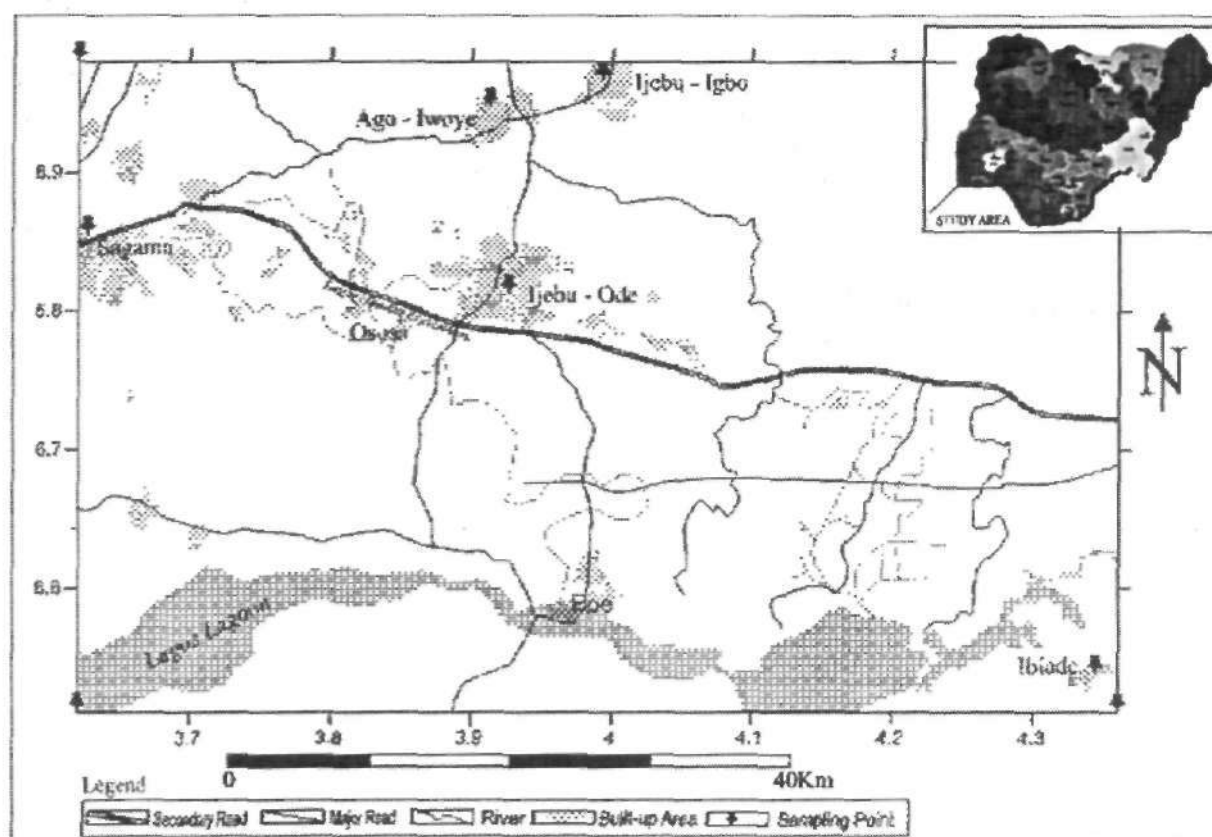 Ijebu - Igbo
Ago - Iwoye
STUDY AREA
6.9
Sagamu
Ijebu - Ode
6.8
Ososa
N
6.7
6.6
Epe
Lagos Lagoon
Ibiade
3.7 3.8 3.9 4 4.1 4.2 4.3
0 40Km
Legend
Secondary Road Major Road River Built-up Area Sampling Point